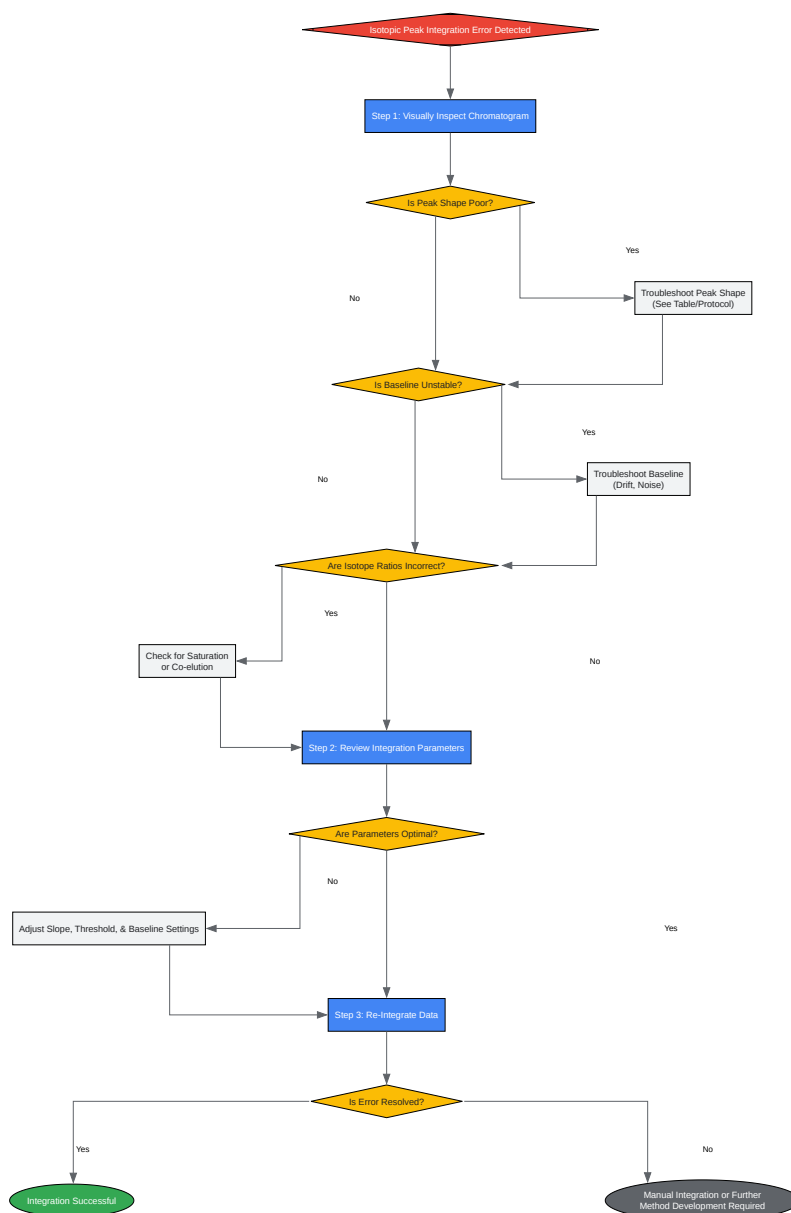 Isotopic Peak Integration Error Detected
Step 1: Visually Inspect Chromatogram
Is Peak Shape Poor?
Yes
No
Troubleshoot Peak Shape
(See Table/Protocol)
Is Baseline Unstable?
Yes
No
Troubleshoot Baseline
(Drift, Noise)
Are Isotope Ratios Incorrect?
Yes
Check for Saturation
or Co-elution
No
Step 2: Review Integration Parameters
Are Parameters Optimal?
No
Adjust Slope, Threshold, & Baseline Settings
Yes
Step 3: Re-Integrate Data
Is Error Resolved?
Yes
No
Integration Successful
Manual Integration or Further
Method Development Required